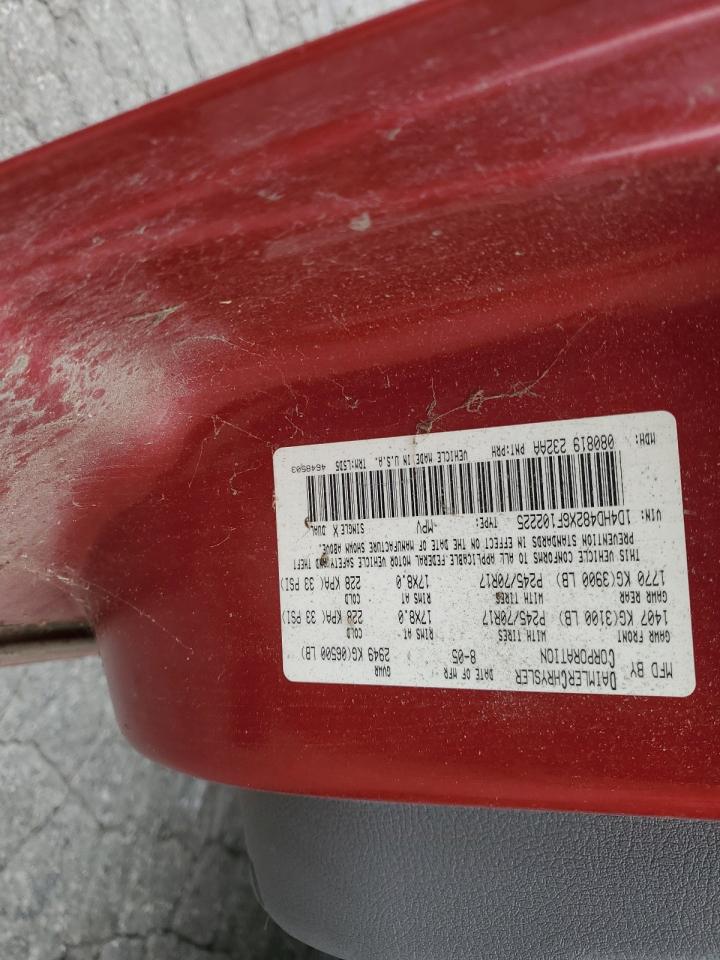 MFD BY DAIMLERCHRYSLER CORPORATION DATE OF MFR 8-05 GVWR 2949 KG(06500 LB)
GAWR FRONT WITH TIRES RIMS AT COLD
1407 KG(3100 LB) P245/70R17 17X8.0 228 KPA( 33 PSI)
GAWR REAR WITH TIRES RIMS AT COLD
1770 KG(3900 LB) P245/70R17 17X8.0 228 KPA( 33 PSI)
THIS VEHICLE CONFORMS TO ALL APPLICABLE FEDERAL MOTOR VEHICLE SAFETY AND THEFT
PREVENTION STANDARDS IN EFFECT ON THE DATE OF MANUFACTURE SHOWN ABOVE.
VIN: 1D4HD482X6F102225 TYPE: MPV SINGLE X DUAL
MDH: 080819 232AA PNT:PRH VEHICLE MADE IN U.S.A. TRM:L5D5 4648503